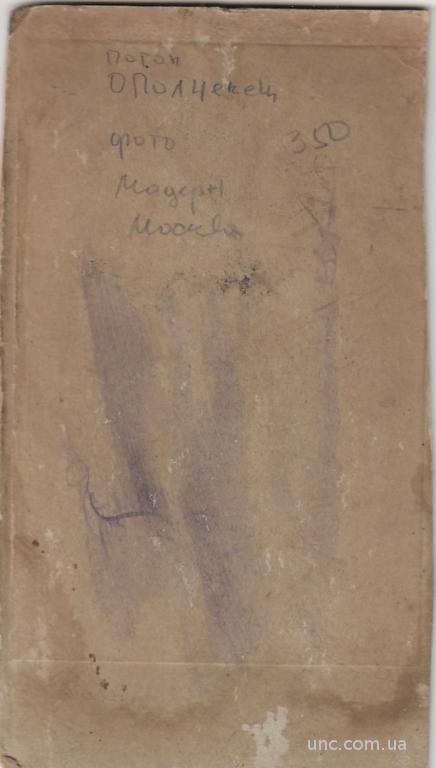 погон
Ополченец
фото 350
Модерн
Москва
unc.com.ua